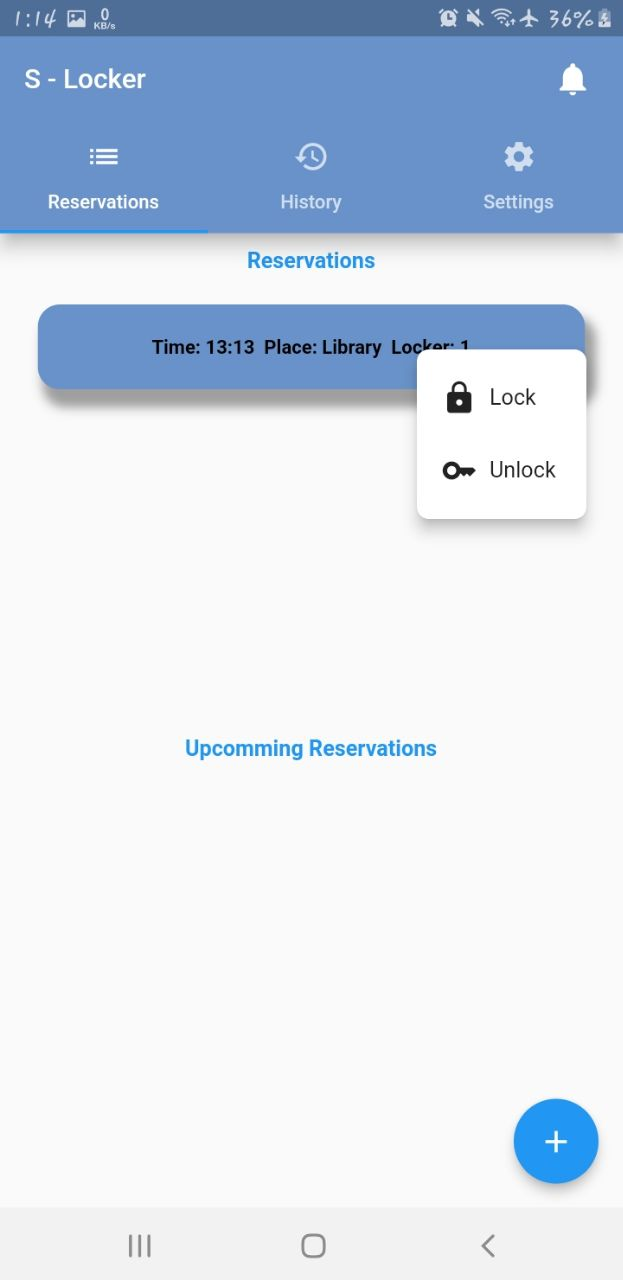 1:14 0 KB/s 36%
S - Locker
Reservations History Settings
Reservations
Time: 13:13 Place: Library Locker: 1
Lock
Unlock
Upcomming Reservations